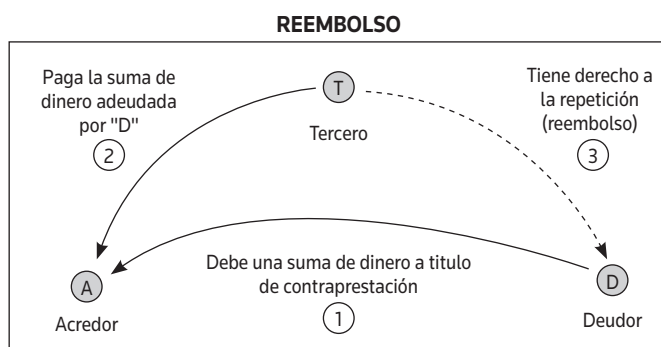 REEMBOLSO
Paga la suma de
dinero adeudada
por "D"
2
T
Tercero
Tiene derecho a
la repetición
(reembolso)
3
A
Acredor
Debe una suma de dinero a titulo
de contraprestación
1
D
Deudor